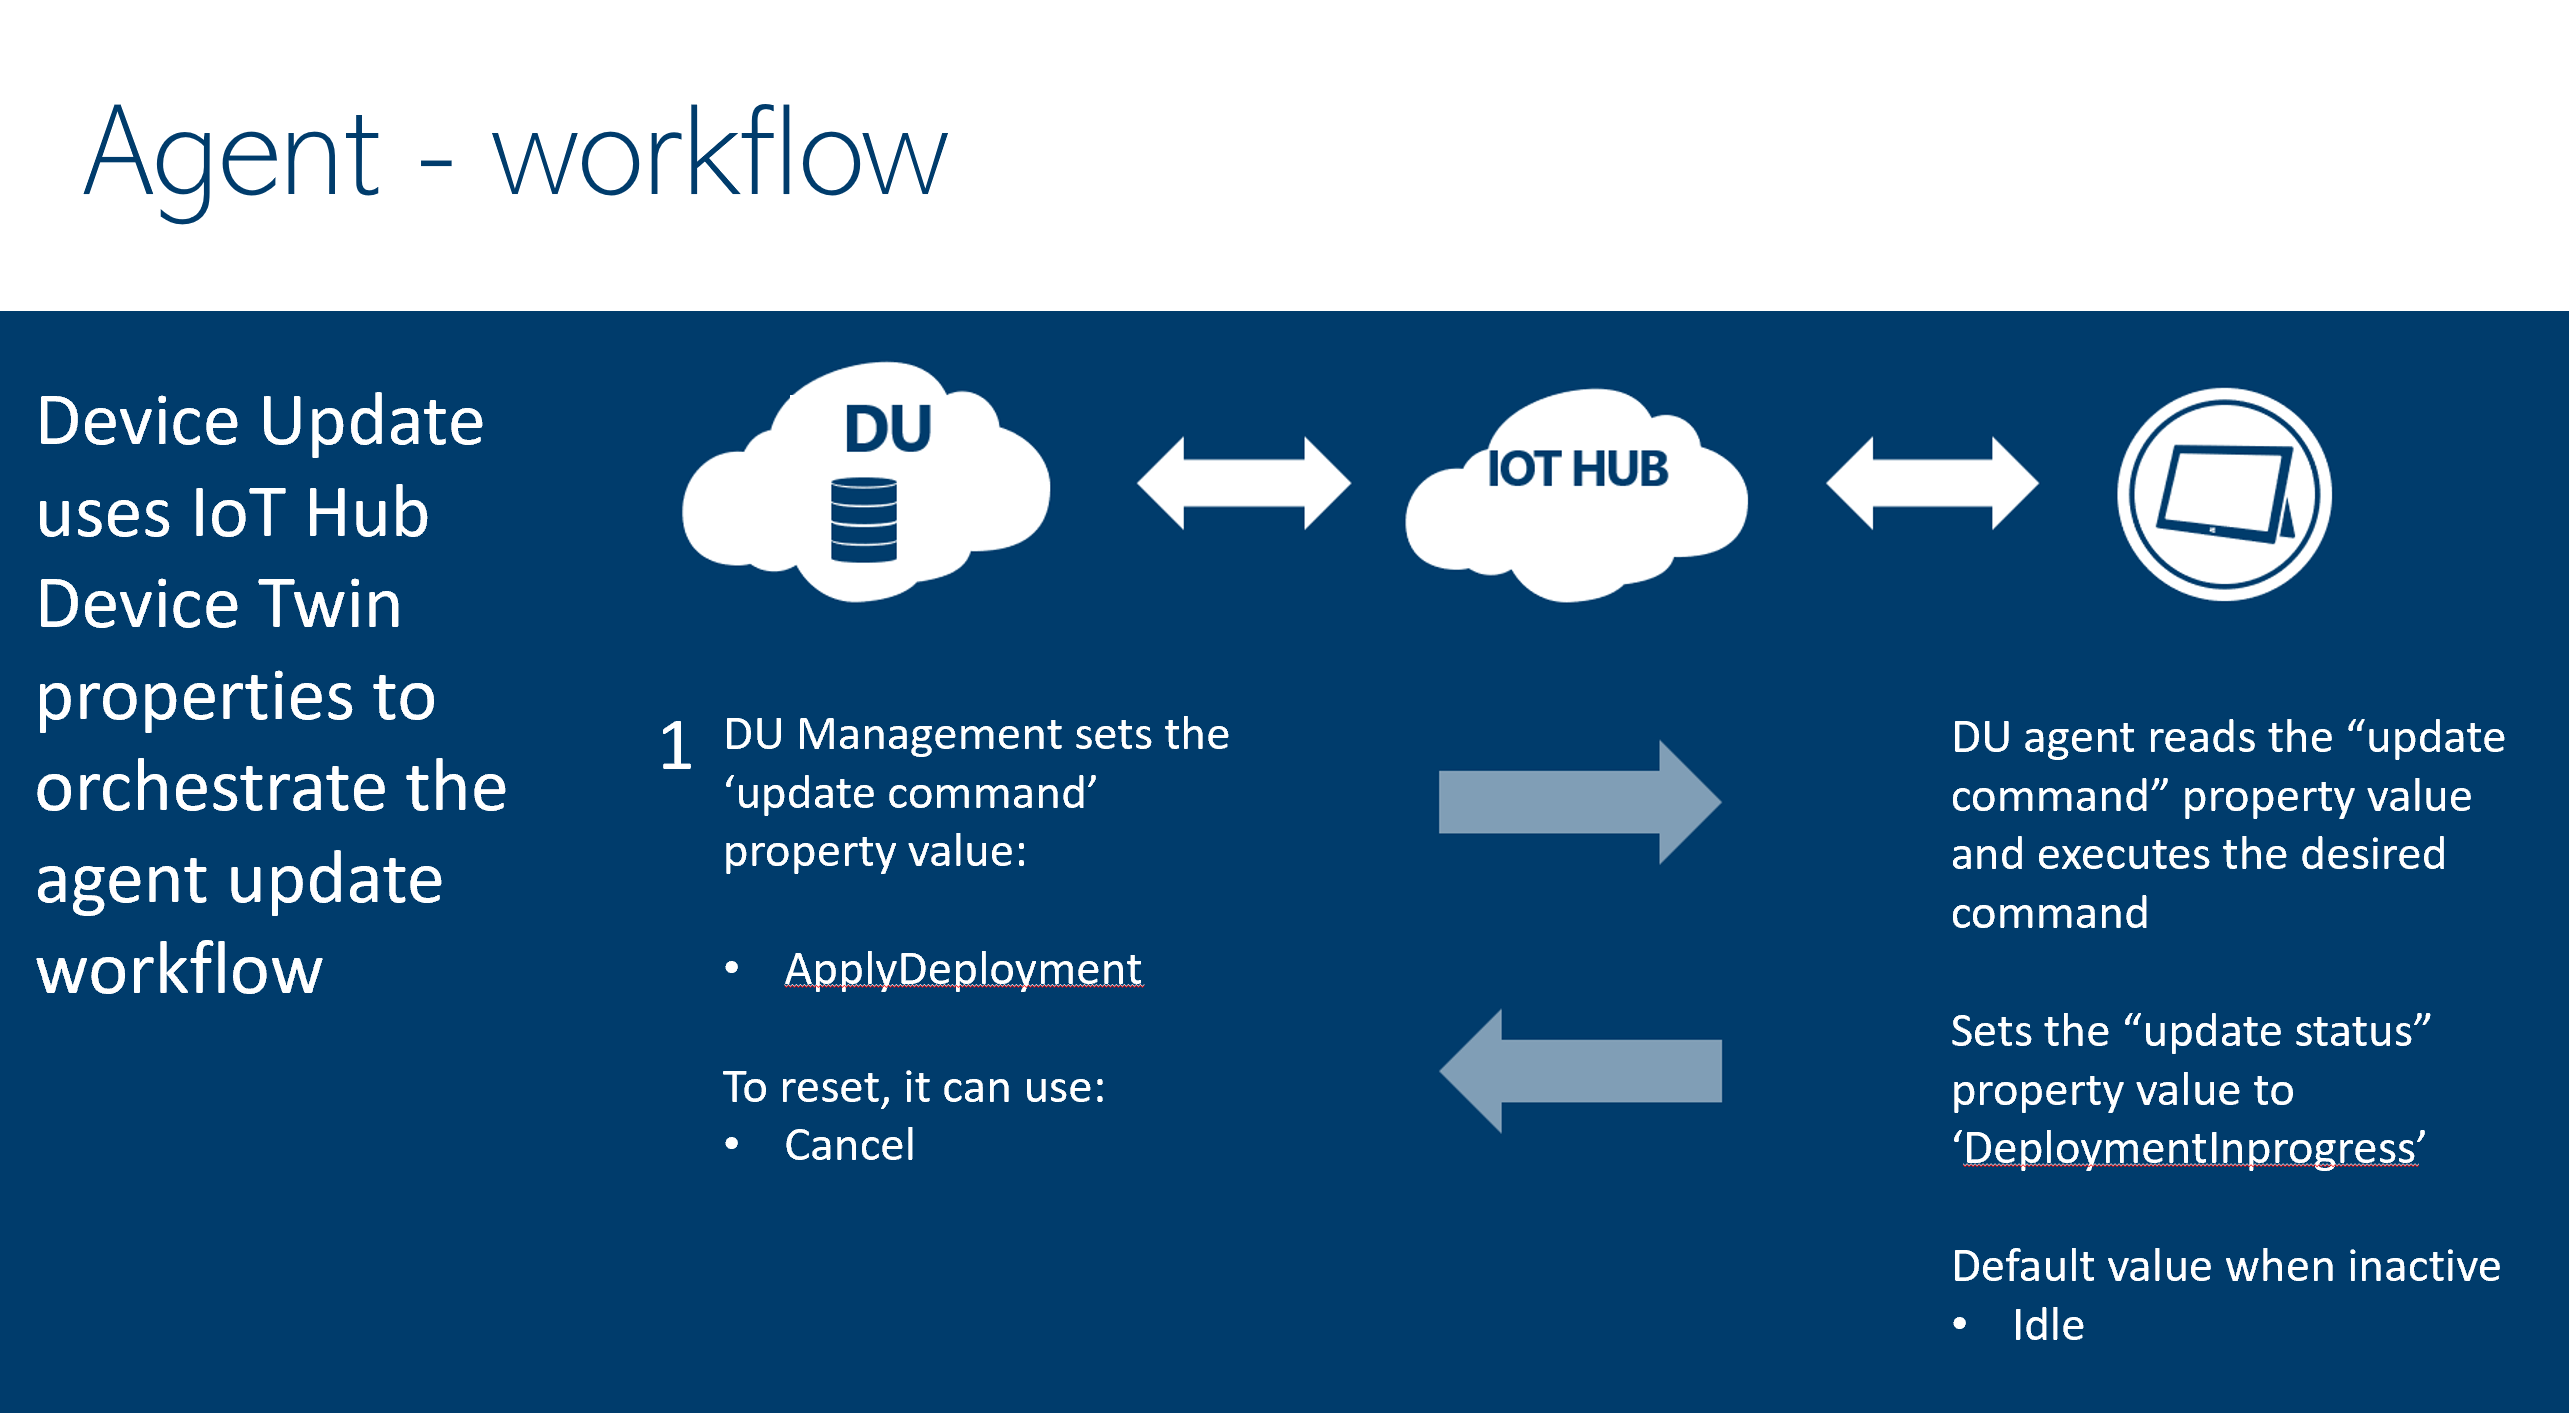 Agent - workflow
Device Update
uses IoT Hub
Device Twin
properties to
orchestrate the
agent update
workflow
DU
IOT HUB
1
DU Management sets the
‘update command’
property value:
• ApplyDeployment
To reset, it can use:
• Cancel
DU agent reads the “update
command” property value
and executes the desired
command
Sets the “update status”
property value to
‘DeploymentInprogress’
Default value when inactive
• Idle